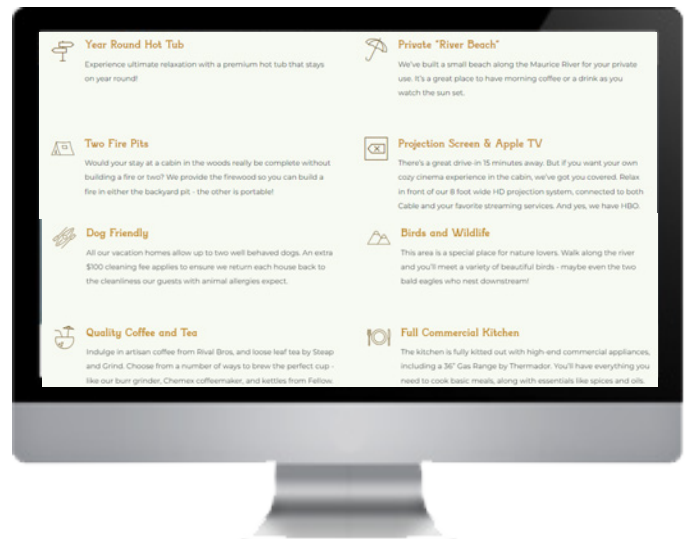 Year Round Hot Tub
Experience ultimate relaxation with a premium hot tub that stays
on year round!
Private "River Beach"
We've built a small beach along the Maurice River for your private
use. It's a great place to have morning coffee or a drink as you
watch the sun set.
Two Fire Pits
Would your stay at a cabin in the woods really be complete without
building a fire or two? We provide the firewood so you can build a
fire in either the backyard pit - the other is portable!
Projection Screen & Apple TV
There's a great drive-in 15 minutes away. But if you want your own
cozy cinema experience in the cabin, we've got you covered. Relax
in front of our 8 foot wide HD projection system, connected to both
Cable and your favorite streaming services. And yes, we have HBO.
Dog Friendly
All our vacation homes allow up to two well behaved dogs. An extra
$100 cleaning fee applies to ensure we return each house back to
the cleanliness our guests with animal allergies expect.
Birds and Wildlife
This area is a special place for nature lovers. Walk along the river
and you'll meet a variety of beautiful birds - maybe even the two
bald eagles who nest downstream!
Quality Coffee and Tea
Indulge in artisan coffee from Rival Bros, and loose leaf tea by Steap
and Grind. Choose from a number of ways to brew the perfect cup -
like our burr grinder, Chemex coffeemaker, and kettles from Fellow.
Full Commercial Kitchen
The kitchen is fully kitted out with high-end commercial appliances,
including a 36" Gas Range by Thermador. You'll have everything you
need to cook basic meals, along with essentials like spices and oils.